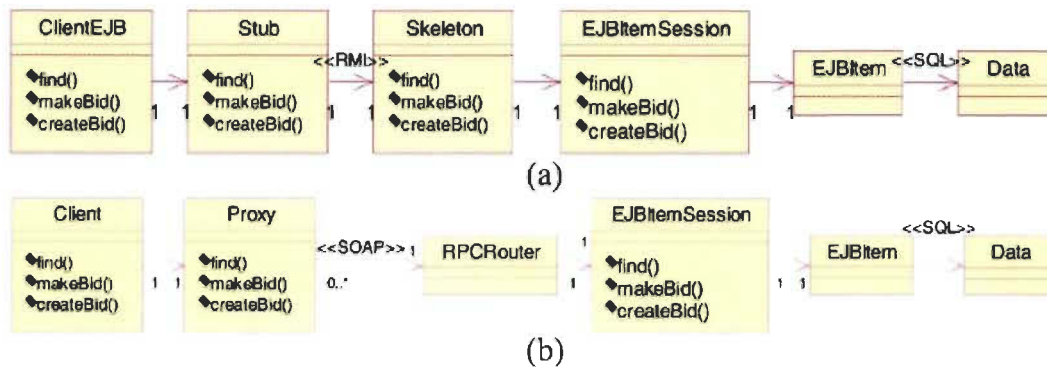 ClientEJB Stub Skeleton EJBItemSession
<<RMI>> EJBItem <<SQL>> Data
find() find() find() find()
makeBid() makeBid() makeBid() makeBid()
createBid() createBid() createBid() createBid()
1 1 1 1 1 1 1 1
(a)
Client Proxy EJBItemSession
<<SOAP>> 1 RPCRouter 1 EJBItem <<SQL>> Data
find() find() find()
makeBid() makeBid() makeBid()
createBid() createBid() createBid()
1 1 0..* 1 1 1
(b)